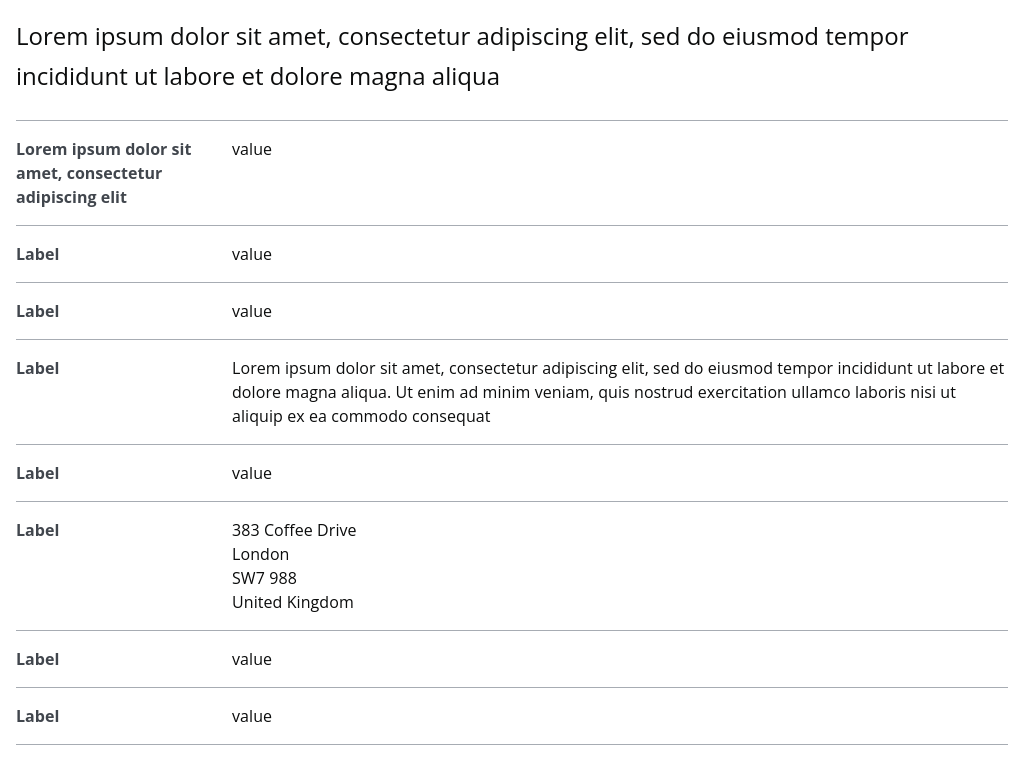 Lorem ipsum dolor sit amet, consectetur adipiscing elit, sed do eiusmod tempor
incididunt ut labore et dolore magna aliqua
Lorem ipsum dolor sit
amet, consectetur
adipiscing elit
value
Label
value
Label
value
Label
Lorem ipsum dolor sit amet, consectetur adipiscing elit, sed do eiusmod tempor incididunt ut labore et
dolore magna aliqua. Ut enim ad minim veniam, quis nostrud exercitation ullamco laboris nisi ut
aliquip ex ea commodo consequat
Label
value
Label
383 Coffee Drive
London
SW7 988
United Kingdom
Label
value
Label
value